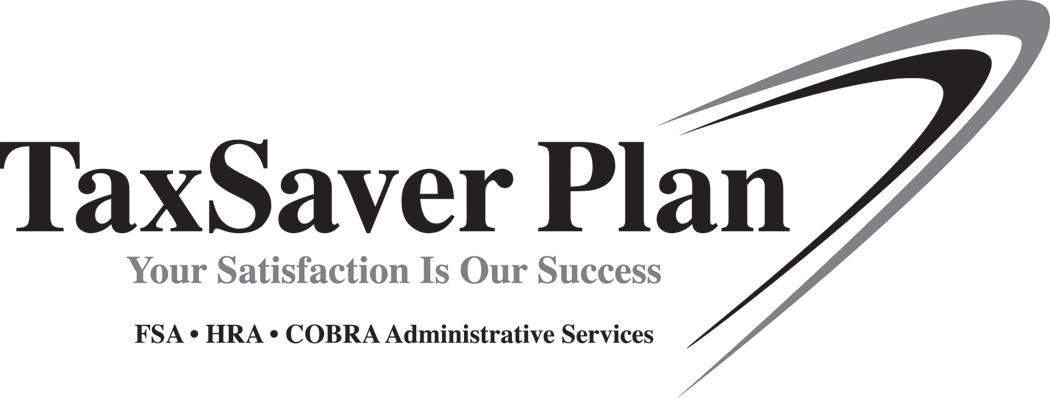 TaxSaver Plan
Your Satisfaction Is Our Success
FSA • HRA • COBRA Administrative Services